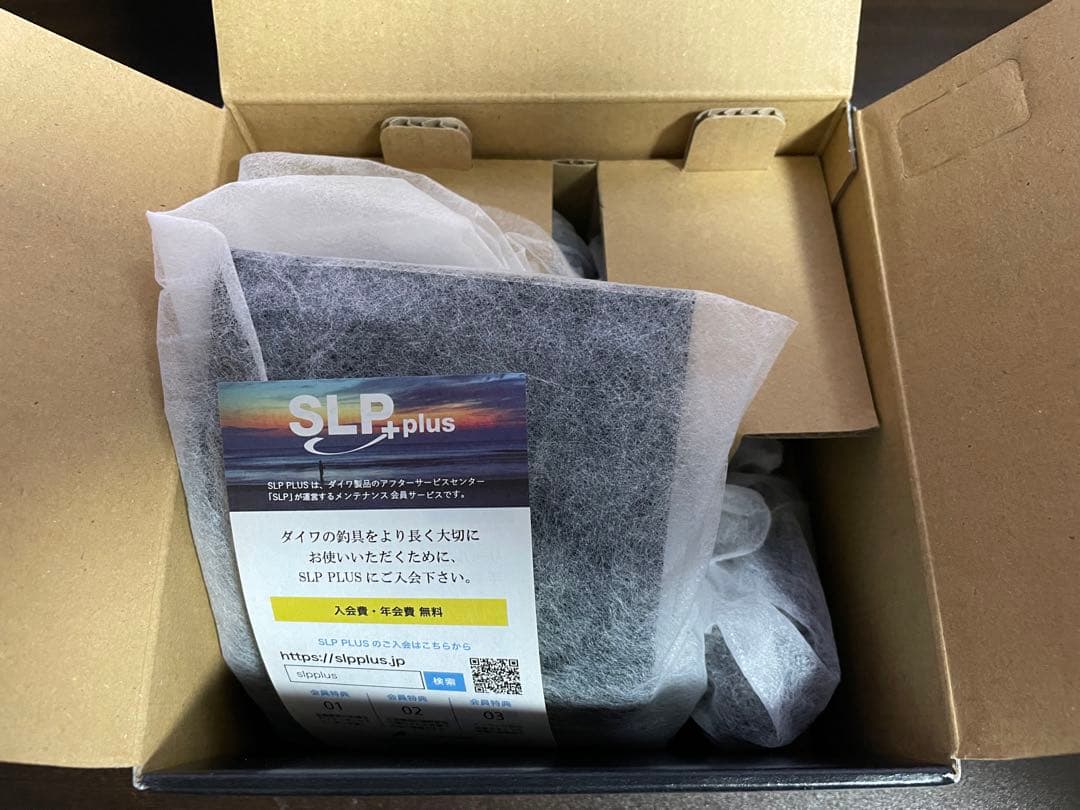 SLP+plus
SLP PLUS は、ダイワ製品のアフターサービスセンター
「SLP」が運営するメンテナンス会員サービスです。
ダイワの釣具をより長く大切に
お使いいただくために、
SLP PLUS にご入会下さい。
入会費・年会費 無料
SLP PLUS のご入会はこちらから
https://slpplus.jp
slpplus 検索
会員特典 会員特典 会員特典
01 02 03